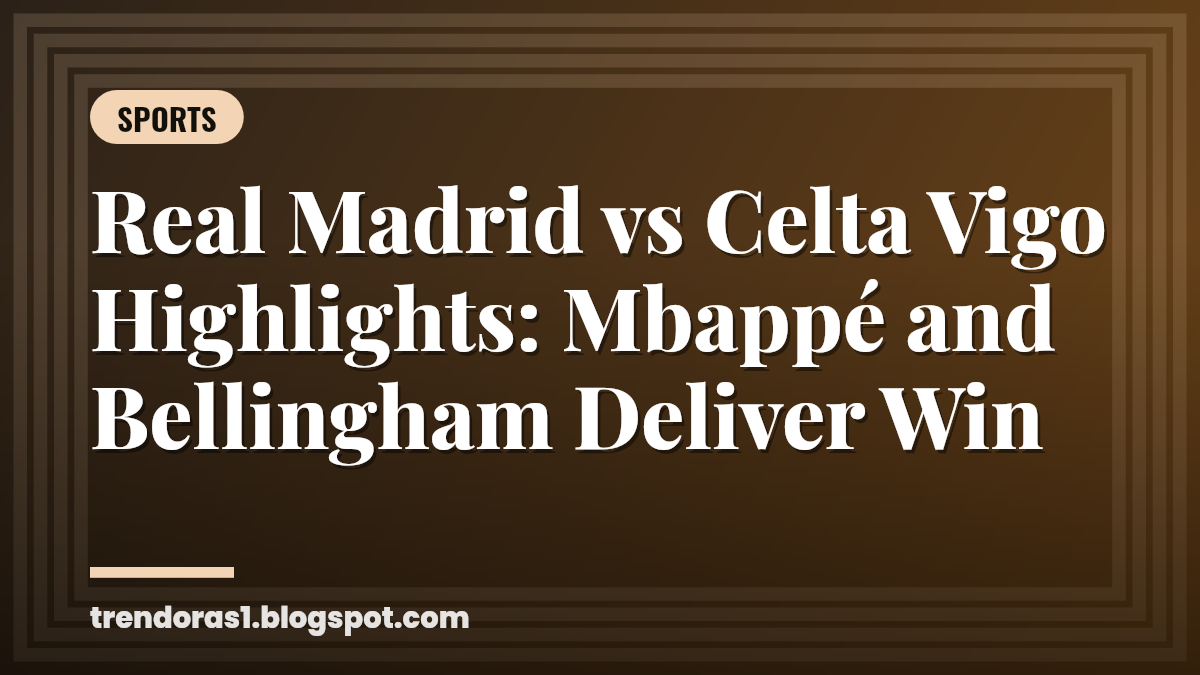 SPORTS
Real Madrid vs Celta Vigo
Highlights: Mbappé and
Bellingham Deliver Win
trendoras1.blogspot.com